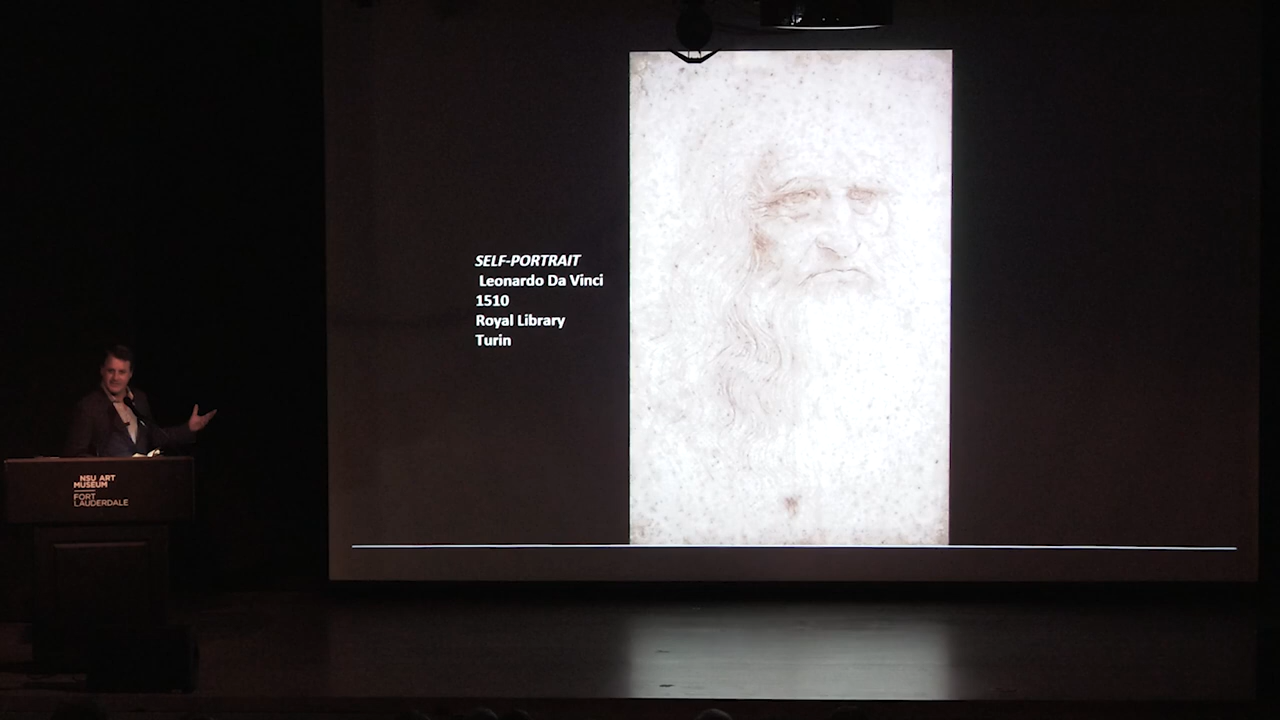 SELF-PORTRAIT
Leonardo Da Vinci
1510
Royal Library
Turin
NSU ART
MUSEUM
FORT
LAUDERDALE